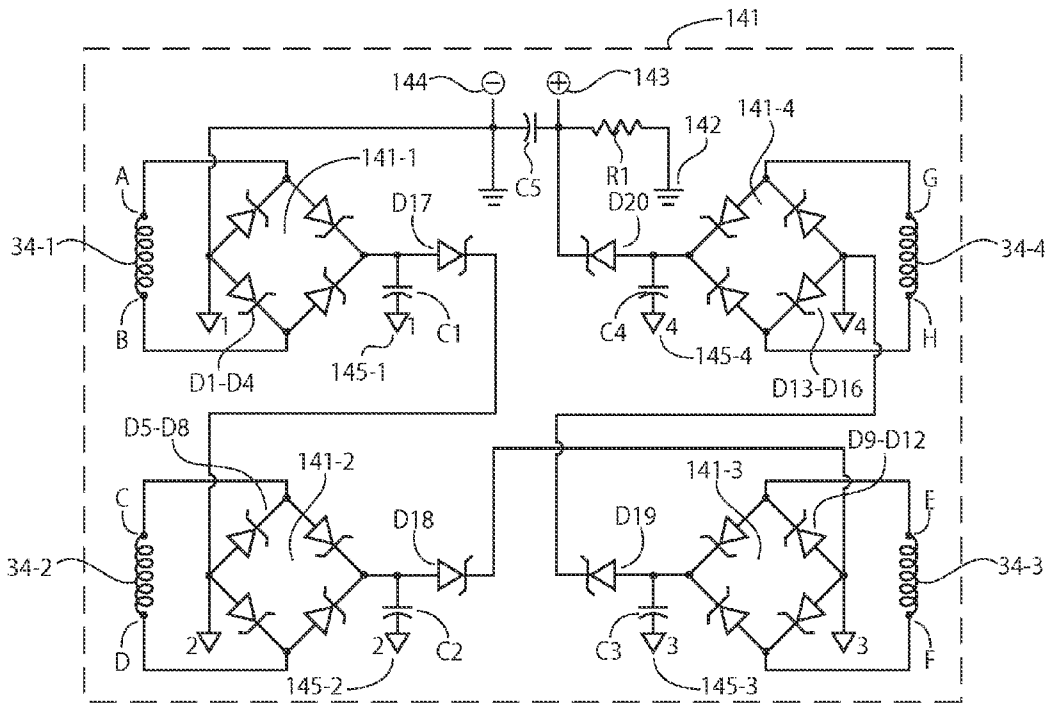 141
144
−
+
143
141-4
142
A
141-1
C5
R1
G
D17
D20
34-1
34-4
B
1
1
C1
C4
4
4
H
145-1
145-4
D1-D4
D13-D16
D5-D8
D9-D12
141-2
141-3
C
E
D18
D19
34-2
34-3
D
2
2
C2
C3
3
3
F
145-2
145-3